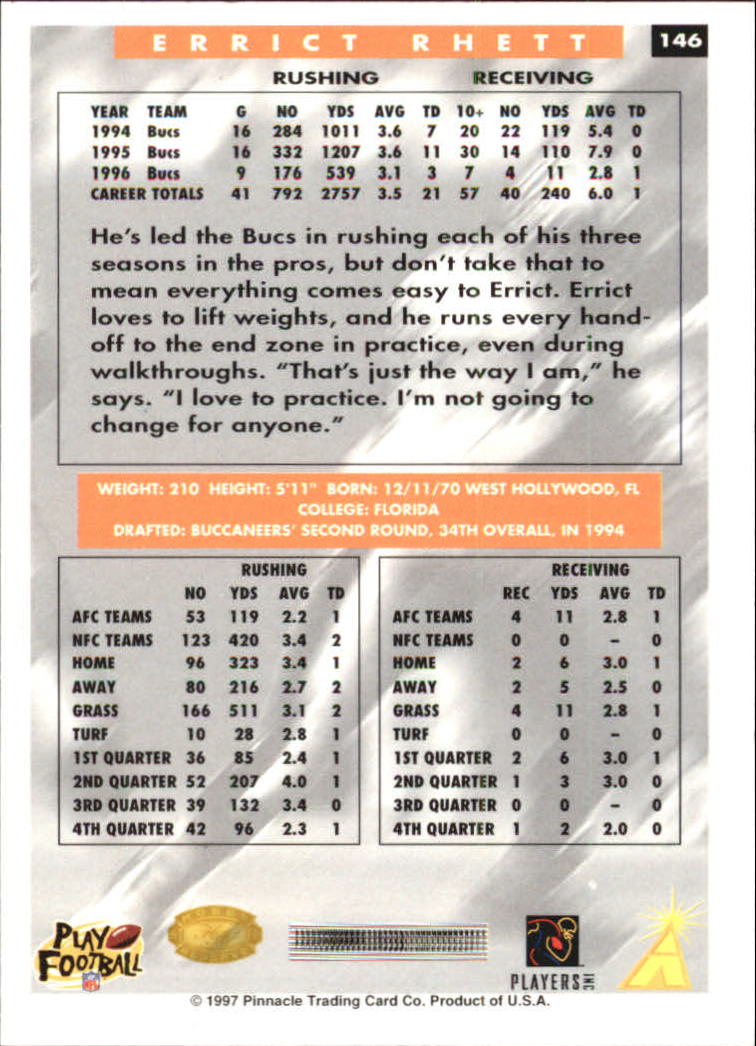 ERRICT RHETT 146
RUSHING RECEIVING
YEAR TEAM G NO YDS AVG TD 10+ NO YDS AVG TD
1994 Bucs 16 284 1011 3.6 7 20 22 119 5.4 0
1995 Bucs 16 332 1207 3.6 11 30 14 110 7.9 0
1996 Bucs 9 176 539 3.1 3 7 4 11 2.8 1
CAREER TOTALS 41 792 2757 3.5 21 57 40 240 6.0 1
He's led the Bucs in rushing each of his three
seasons in the pros, but don't take that to
mean everything comes easy to Errict. Errict
loves to lift weights, and he runs every hand-
off to the end zone in practice, even during
walkthroughs. "That's just the way I am," he
says. "I love to practice. I'm not going to
change for anyone."
WEIGHT: 210 HEIGHT: 5'11" BORN: 12/11/70 WEST HOLLYWOOD, FL
COLLEGE: FLORIDA
DRAFTED: BUCCANEERS' SECOND ROUND, 34TH OVERALL, IN 1994
RUSHING
NO YDS AVG TD
AFC TEAMS 53 119 2.2 1
NFC TEAMS 123 420 3.4 2
HOME 96 323 3.4 1
AWAY 80 216 2.7 2
GRASS 166 511 3.1 2
TURF 10 28 2.8 1
1ST QUARTER 36 85 2.4 1
2ND QUARTER 52 207 4.0 1
3RD QUARTER 39 132 3.4 0
4TH QUARTER 42 96 2.3 1
RECEIVING
REC YDS AVG TD
AFC TEAMS 4 11 2.8 1
NFC TEAMS 0 0 – 0
HOME 2 6 3.0 1
AWAY 2 5 2.5 0
GRASS 4 11 2.8 1
TURF 0 0 – 0
1ST QUARTER 2 6 3.0 1
2ND QUARTER 1 3 3.0 0
3RD QUARTER 0 0 – 0
4TH QUARTER 1 2 2.0 0
PLAY
FOOTBALL
NFL
PLAYERS INC
© 1997 Pinnacle Trading Card Co. Product of U.S.A.